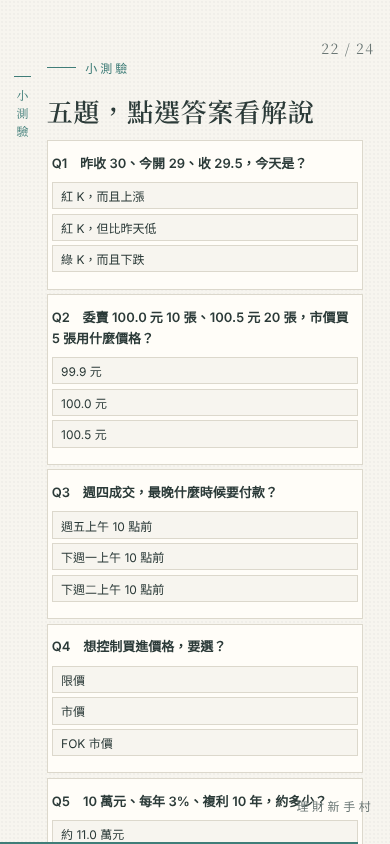 22 / 24
小測驗
小測驗
五題，點選答案看解說
Q1 昨收 30、今開 29、收 29.5，今天是？
紅 K，而且上漲
紅 K，但比昨天低
綠 K，而且下跌
Q2 委賣 100.0 元 10 張、100.5 元 20 張，市價買
5 張用什麼價格？
99.9 元
100.0 元
100.5 元
Q3 週四成交，最晚什麼時候要付款？
週五上午 10 點前
下週一上午 10 點前
下週二上午 10 點前
Q4 想控制買進價格，要選？
限價
市價
FOK 市價
Q5 10 萬元、每年 3%、複利 10 年，約多少？
理財新手村
約 11.0 萬元